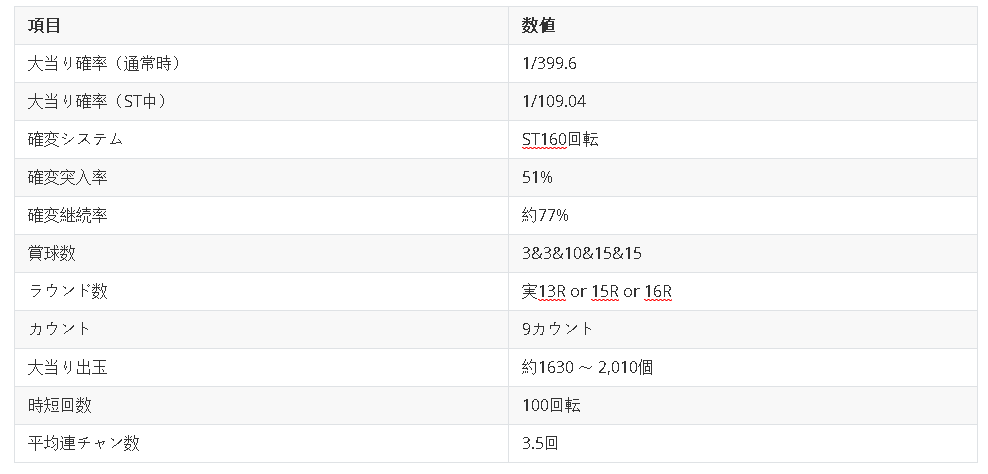 項目 数値
大当り確率（通常時） 1/399.6
大当り確率（ST中） 1/109.04
確変システム ST160回転
確変突入率 51%
確変継続率 約77%
賞球数 3&3&10&15&15
ラウンド数 実13R or 15R or 16R
カウント 9カウント
大当り出玉 約1630 ～ 2,010個
時短回数 100回転
平均連チャン数 3.5回